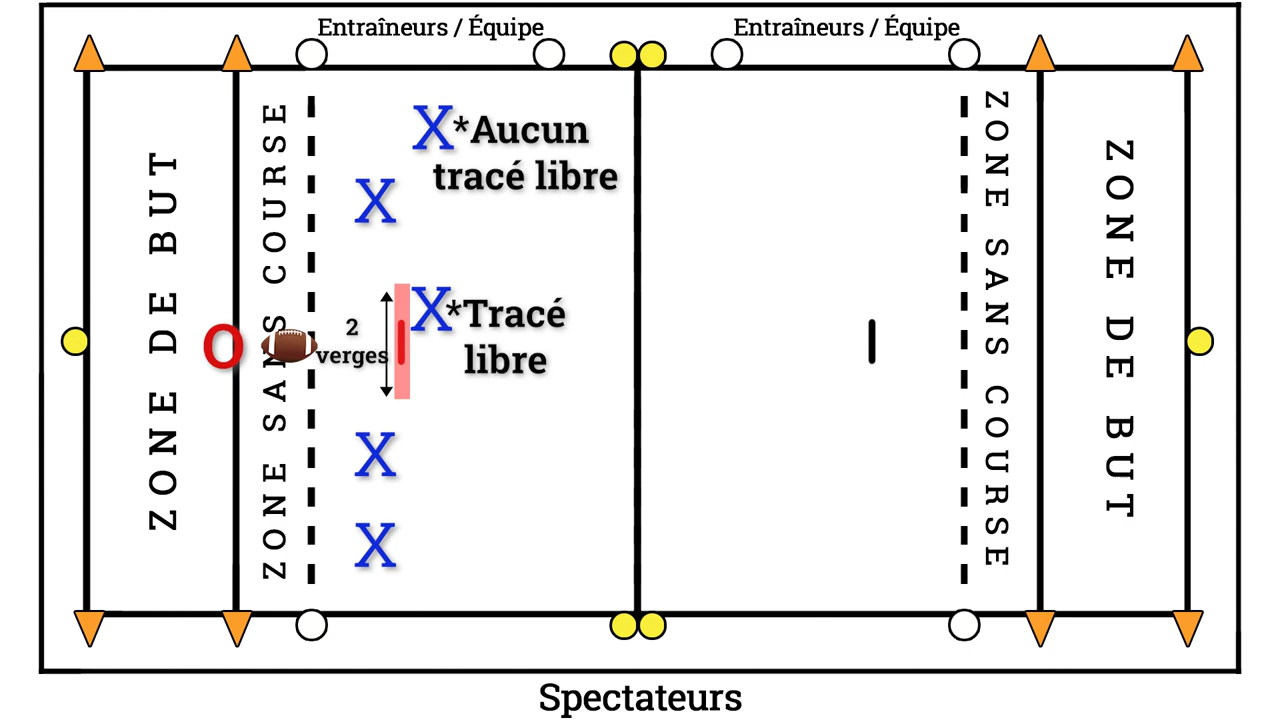 Entraîneurs / Équipe
Entraîneurs / Équipe
ZONE DE BUT
ZONE SANS COURSE
X*Aucun
tracé libre
X
X*Tracé
libre
2
verges
O
X
X
ZONE SANS COURSE
ZONE DE BUT
Spectateurs